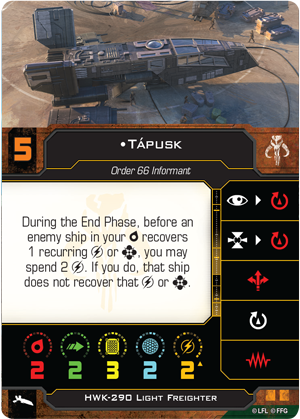 5
•Tápusk
Order 66 Informant
During the End Phase, before an
enemy ship in your recovers
1 recurring or , you may
spend 2 . If you do, that ship
does not recover that or .
2 2 3 2 2
HWK-290 Light Freighter
©LFL ©FFG